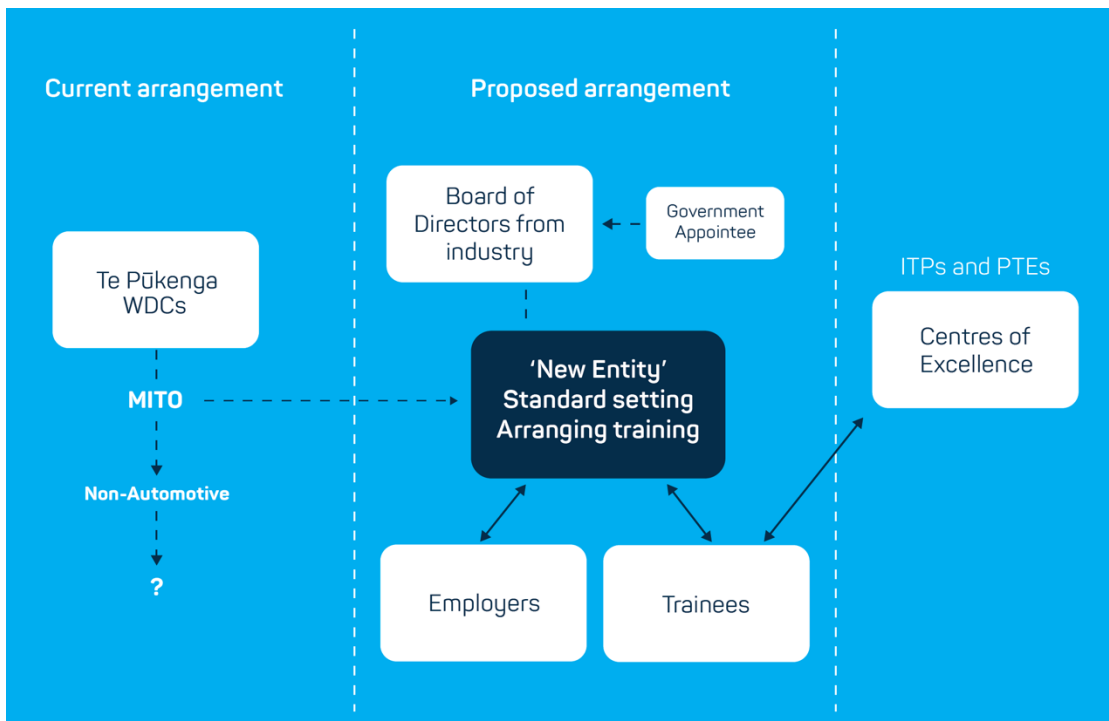 Current arrangement
Te Pūkenga
WDCs
MITO
Non-Automotive
?
Proposed arrangement
Board of
Directors from
industry
Government
Appointee
‘New Entity’
Standard setting
Arranging training
Employers
Trainees
ITPs and PTEs
Centres of
Excellence